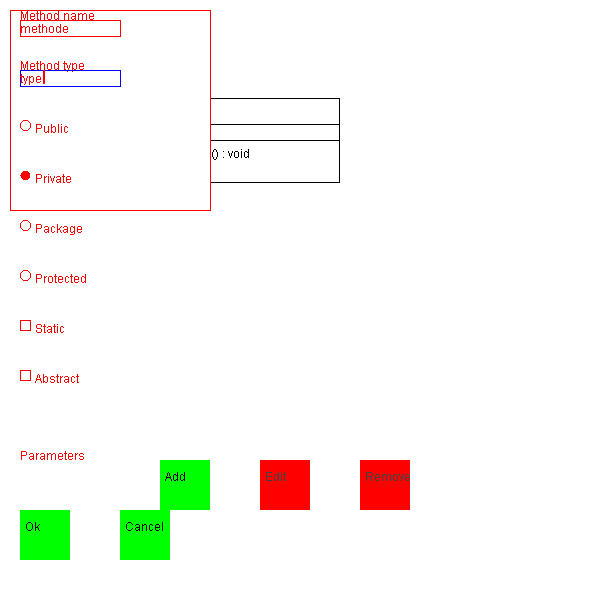 Method name
methode
Method type
type
Public
() : void
Private
Package
Protected
Static
Abstract
Parameters
Add Edit Remove
Ok Cancel